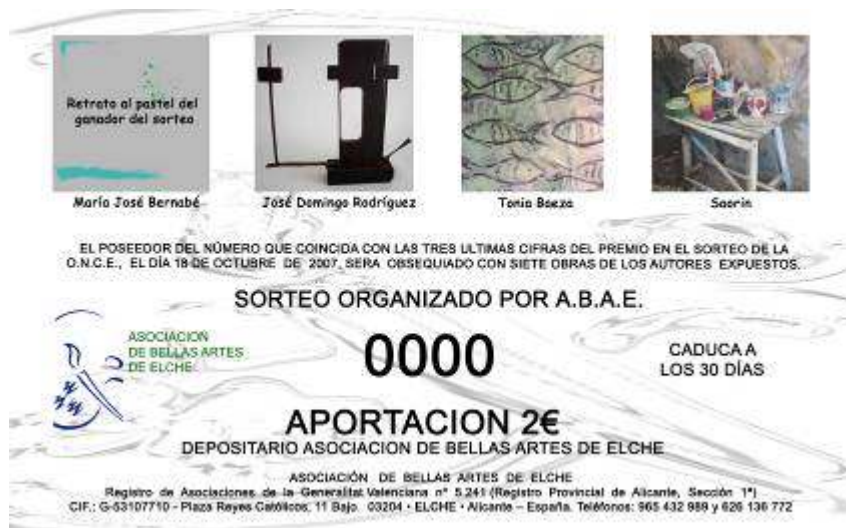 Retrato al pastel del
ganador del sorteo
María José Bernabé
José Domingo Rodríguez
Tonia Baeza
Saorin
EL POSEEDOR DEL NÚMERO QUE COINCIDA CON LAS TRES ULTIMAS CIFRAS DEL PREMIO EN EL SORTEO DE LA
O.N.C.E., EL DÍA 18 DE OCTUBRE DE 2007, SERA OBSEQUIADO CON SIETE OBRAS DE LOS AUTORES EXPUESTOS.
SORTEO ORGANIZADO POR A.B.A.E.
ASOCIACION
DE BELLAS ARTES
DE ELCHE
0000
CADUCA A
LOS 30 DÍAS
APORTACION 2€
DEPOSITARIO ASOCIACION DE BELLAS ARTES DE ELCHE
ASOCIACIÓN DE BELLAS ARTES DE ELCHE
Registro de Asociaciones de la Generalitat Valenciana nº 5.241 (Registro Provincial de Alicante, Sección 1ª)
CIF.: G-53107710 - Plaza Reyes Católicos, 11 Bajo. 03204 • ELCHE • Alicante – España. Teléfonos: 965 432 989 y 626 136 772